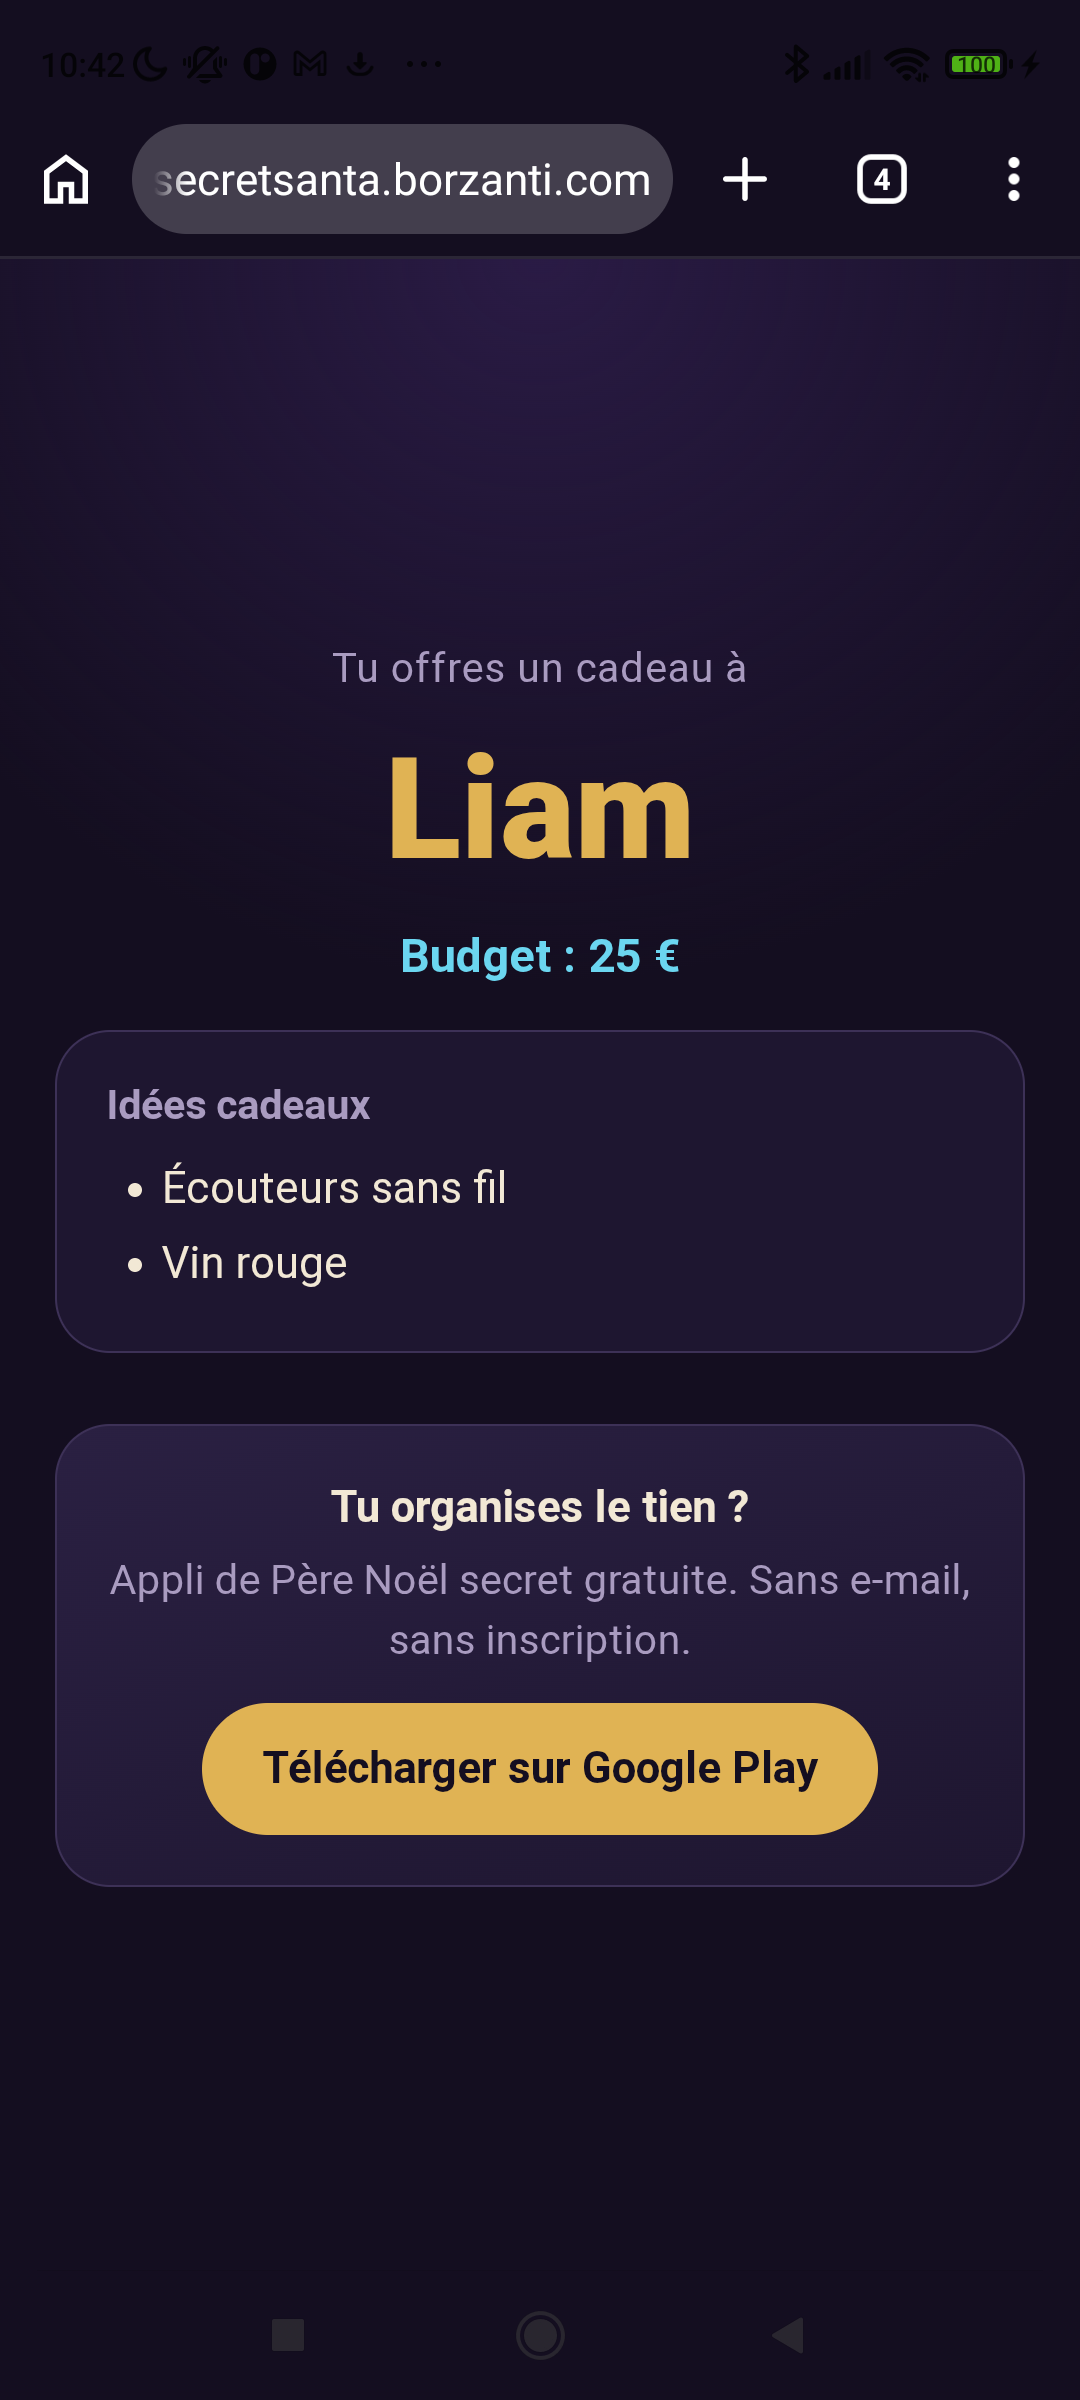 10:42
100
secretsanta.borzanti.com
4
Tu offres un cadeau à
Liam
Budget : 25 €
Idées cadeaux
• Écouteurs sans fil
• Vin rouge
Tu organises le tien ?
Appli de Père Noël secret gratuite. Sans e-mail,
sans inscription.
Télécharger sur Google Play